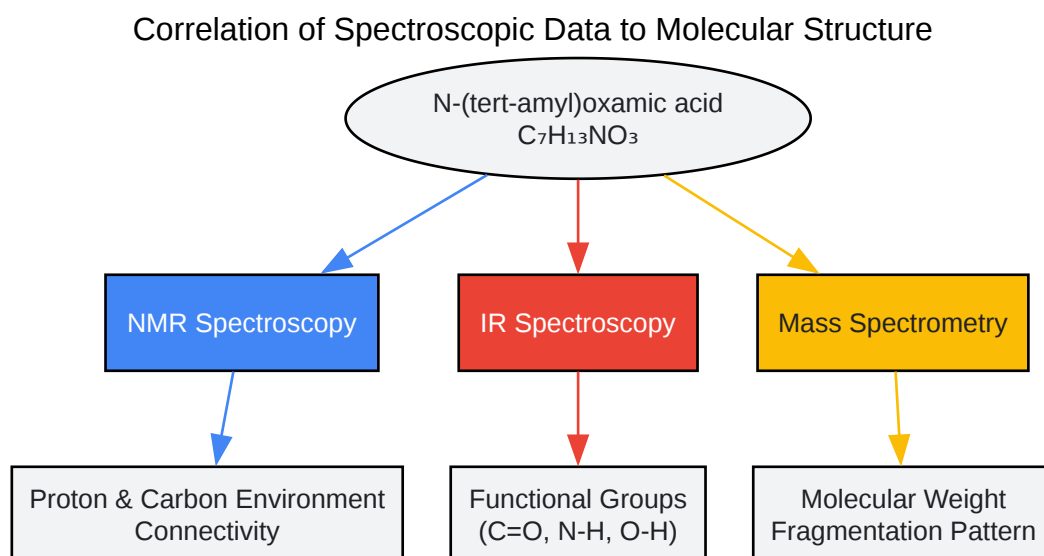 Correlation of Spectroscopic Data to Molecular Structure
N-(tert-amyl)oxamic acid
C₇H₁₃NO₃
NMR Spectroscopy
IR Spectroscopy
Mass Spectrometry
Proton & Carbon Environment
Connectivity
Functional Groups
(C=O, N-H, O-H)
Molecular Weight
Fragmentation Pattern